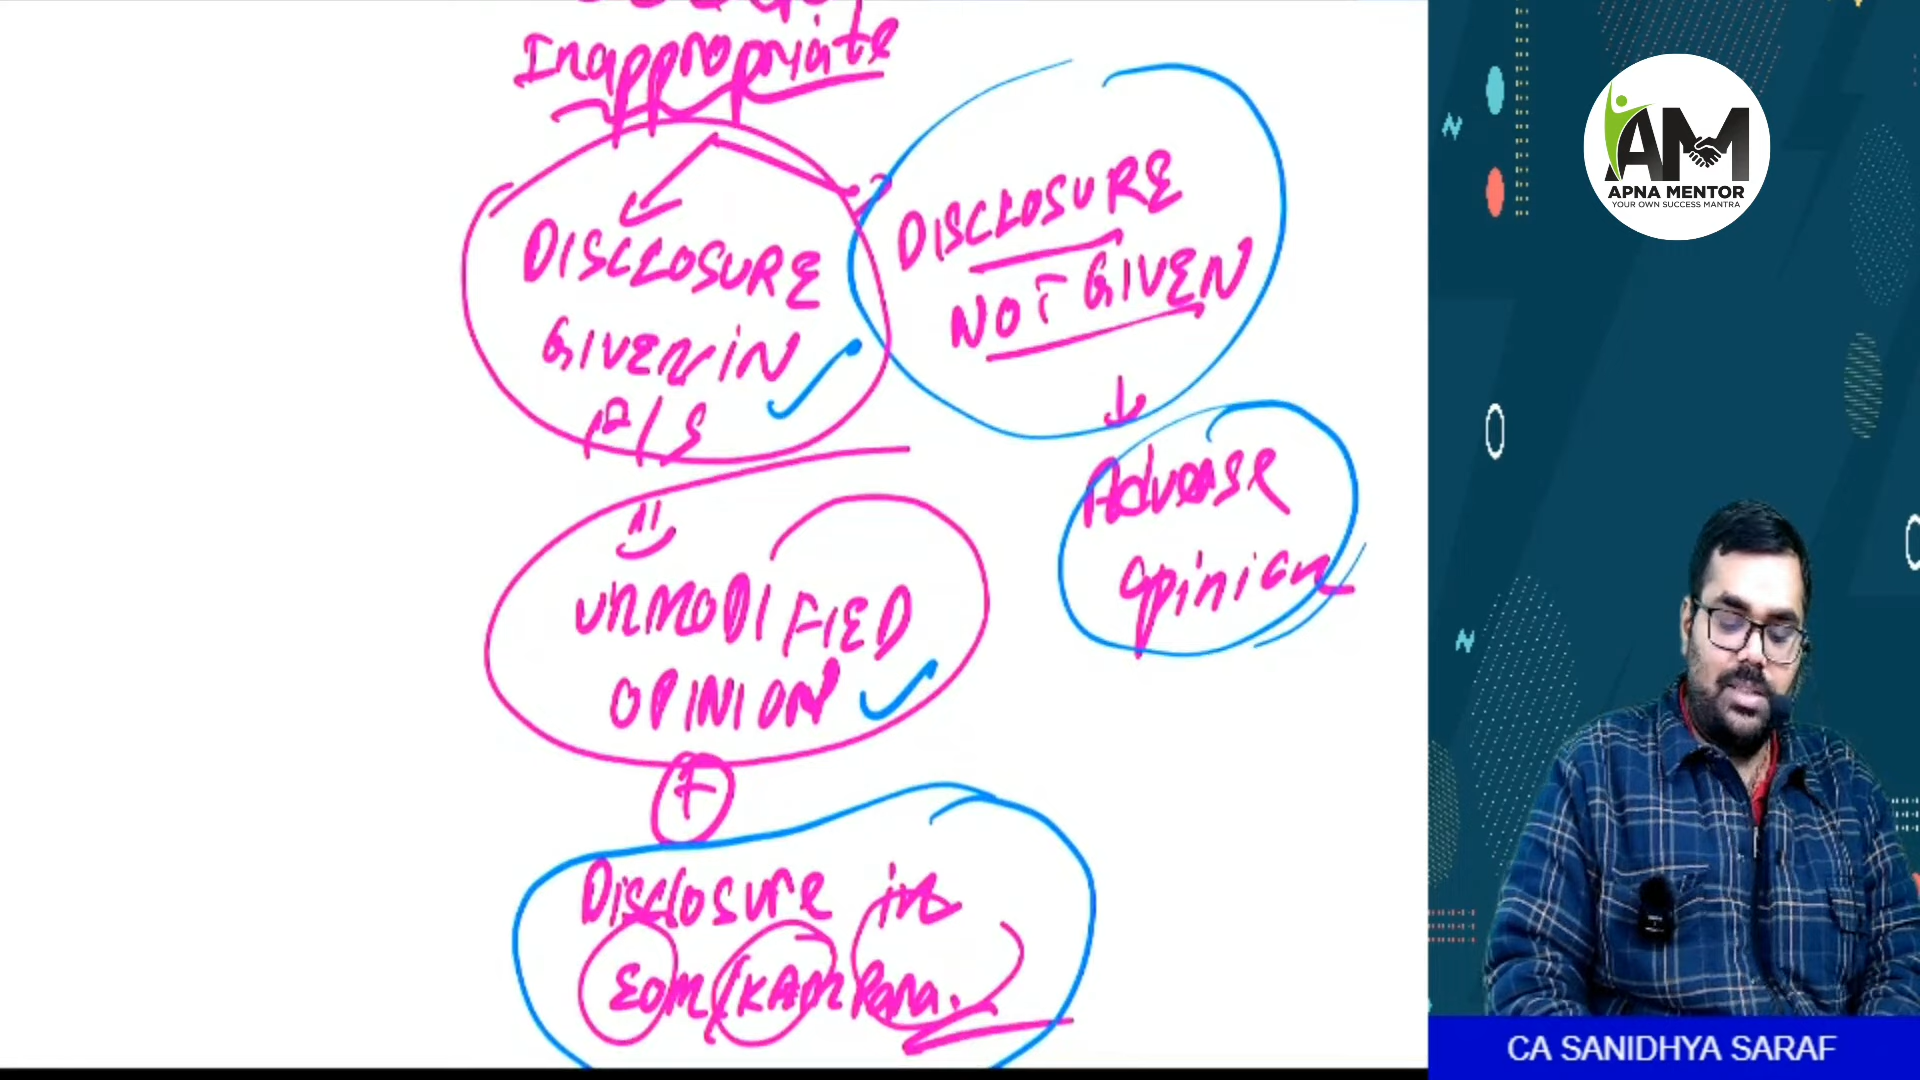 Inappropriate
DISCLOSURE
GIVEN IN
F/S
DISCLOSURE
NOT GIVEN
Adverse
opinion
UNMODIFIED
OPINION
+
Disclosure in
EOM/KAM Para.
AM
APNA MENTOR
YOUR OWN SUCCESS MANTRA
CA SANIDHYA SARAF